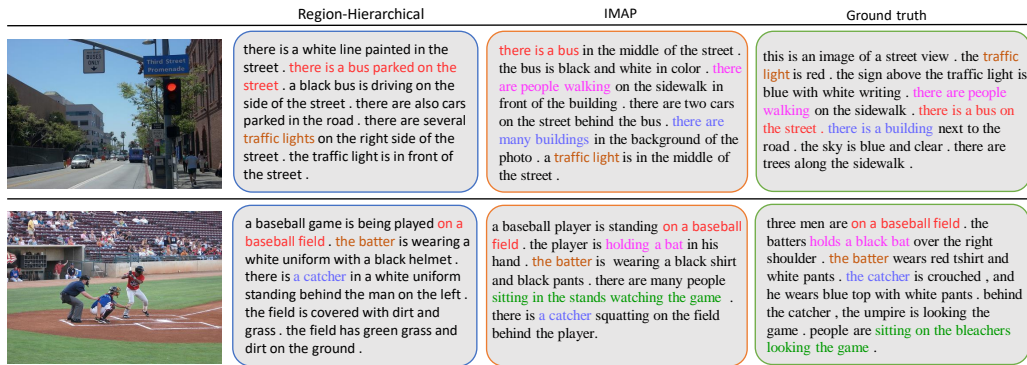 Region-Hierarchical
IMAP
Ground truth
BUSES
ONLY
Third Street
Promenade
there is a white line painted in the
street . there is a bus parked on the
street . a black bus is driving on the
side of the street . there are also cars
parked in the road . there are several
traffic lights on the right side of the
street . the traffic light is in front of
the street .
there is a bus in the middle of the street .
the bus is black and white in color . there
are people walking on the sidewalk in
front of the building . there are two cars
on the street behind the bus . there are
many buildings in the background of the
photo . a traffic light is in the middle of
the street .
this is an image of a street view . the traffic
light is red . the sign above the traffic light is
blue with white writing . there are people
walking on the sidewalk . there is a bus on
the street . there is a building next to the
road . the sky is blue and clear . there are
trees along the sidewalk .
a baseball game is being played on a
baseball field . the batter is wearing a
white uniform with a black helmet .
there is a catcher in a white uniform
standing behind the man on the left .
the field is covered with dirt and
grass . the field has green grass and
dirt on the ground .
a baseball player is standing on a baseball
field . the player is holding a bat in his
hand . the batter is wearing a black shirt
and black pants . there are many people
sitting in the stands watching the game .
there is a catcher squatting on the field
behind the player.
three men are on a baseball field . the
batters holds a black bat over the right
shoulder . the batter wears red tshirt and
white pants . the catcher is crouched , and
he wears blue top with white pants . behind
the catcher , the umpire is looking the
game . people are sitting on the bleachers
looking the game .